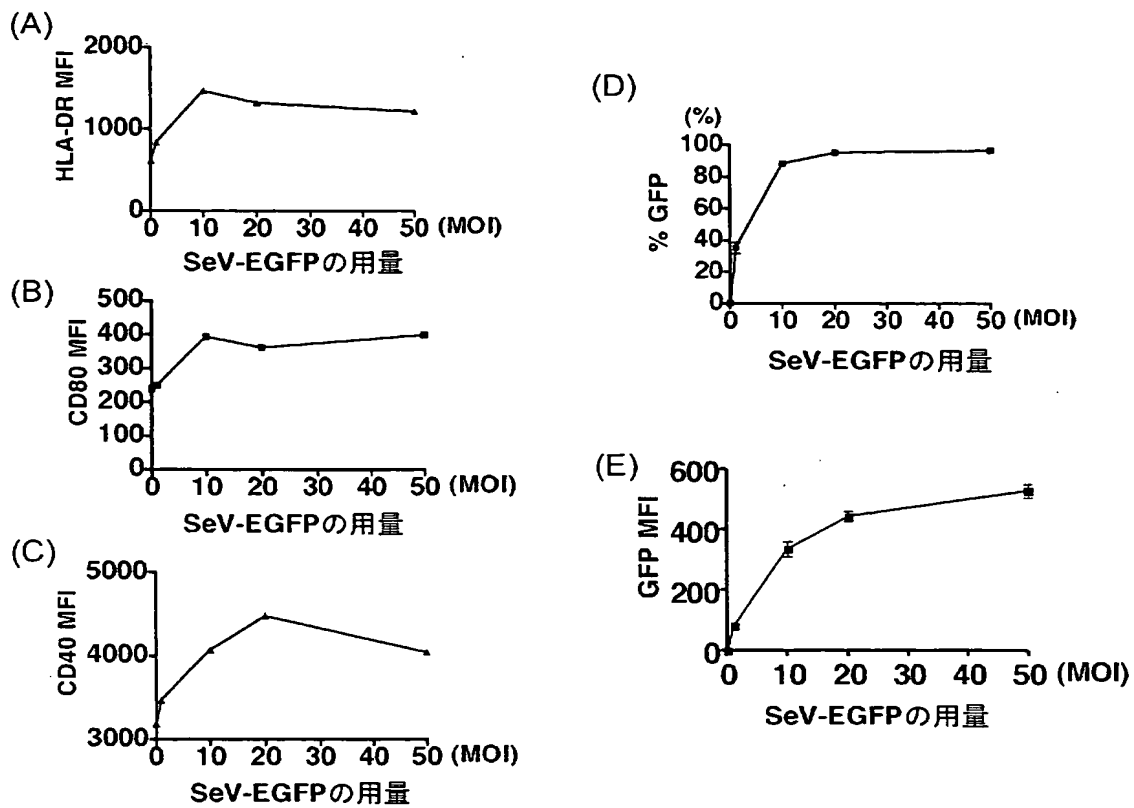 (A)
HLA-DR MFI
2000
1000
0
0 10 20 30 40 50 (MOI)
SeV-EGFPの用量
(B)
CD80 MFI
500
400
300
200
100
0
0 10 20 30 40 50 (MOI)
SeV-EGFPの用量
(C)
CD40 MFI
5000
4000
3000
0 10 20 30 40 50 (MOI)
SeV-EGFPの用量
(D)
(%)
% GFP
100
80
60
40
20
0
0 10 20 30 40 50 (MOI)
SeV-EGFPの用量
(E)
GFP MFI
600
400
200
0
0 10 20 30 40 50 (MOI)
SeV-EGFPの用量